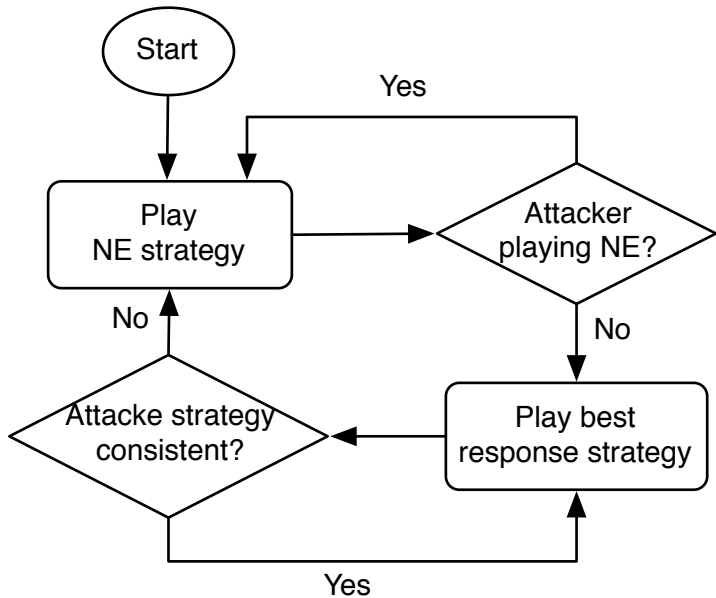 Start
Yes
Play
NE strategy
Attacker
playing NE?
No
No
Attacke strategy
consistent?
Play best
response strategy
Yes